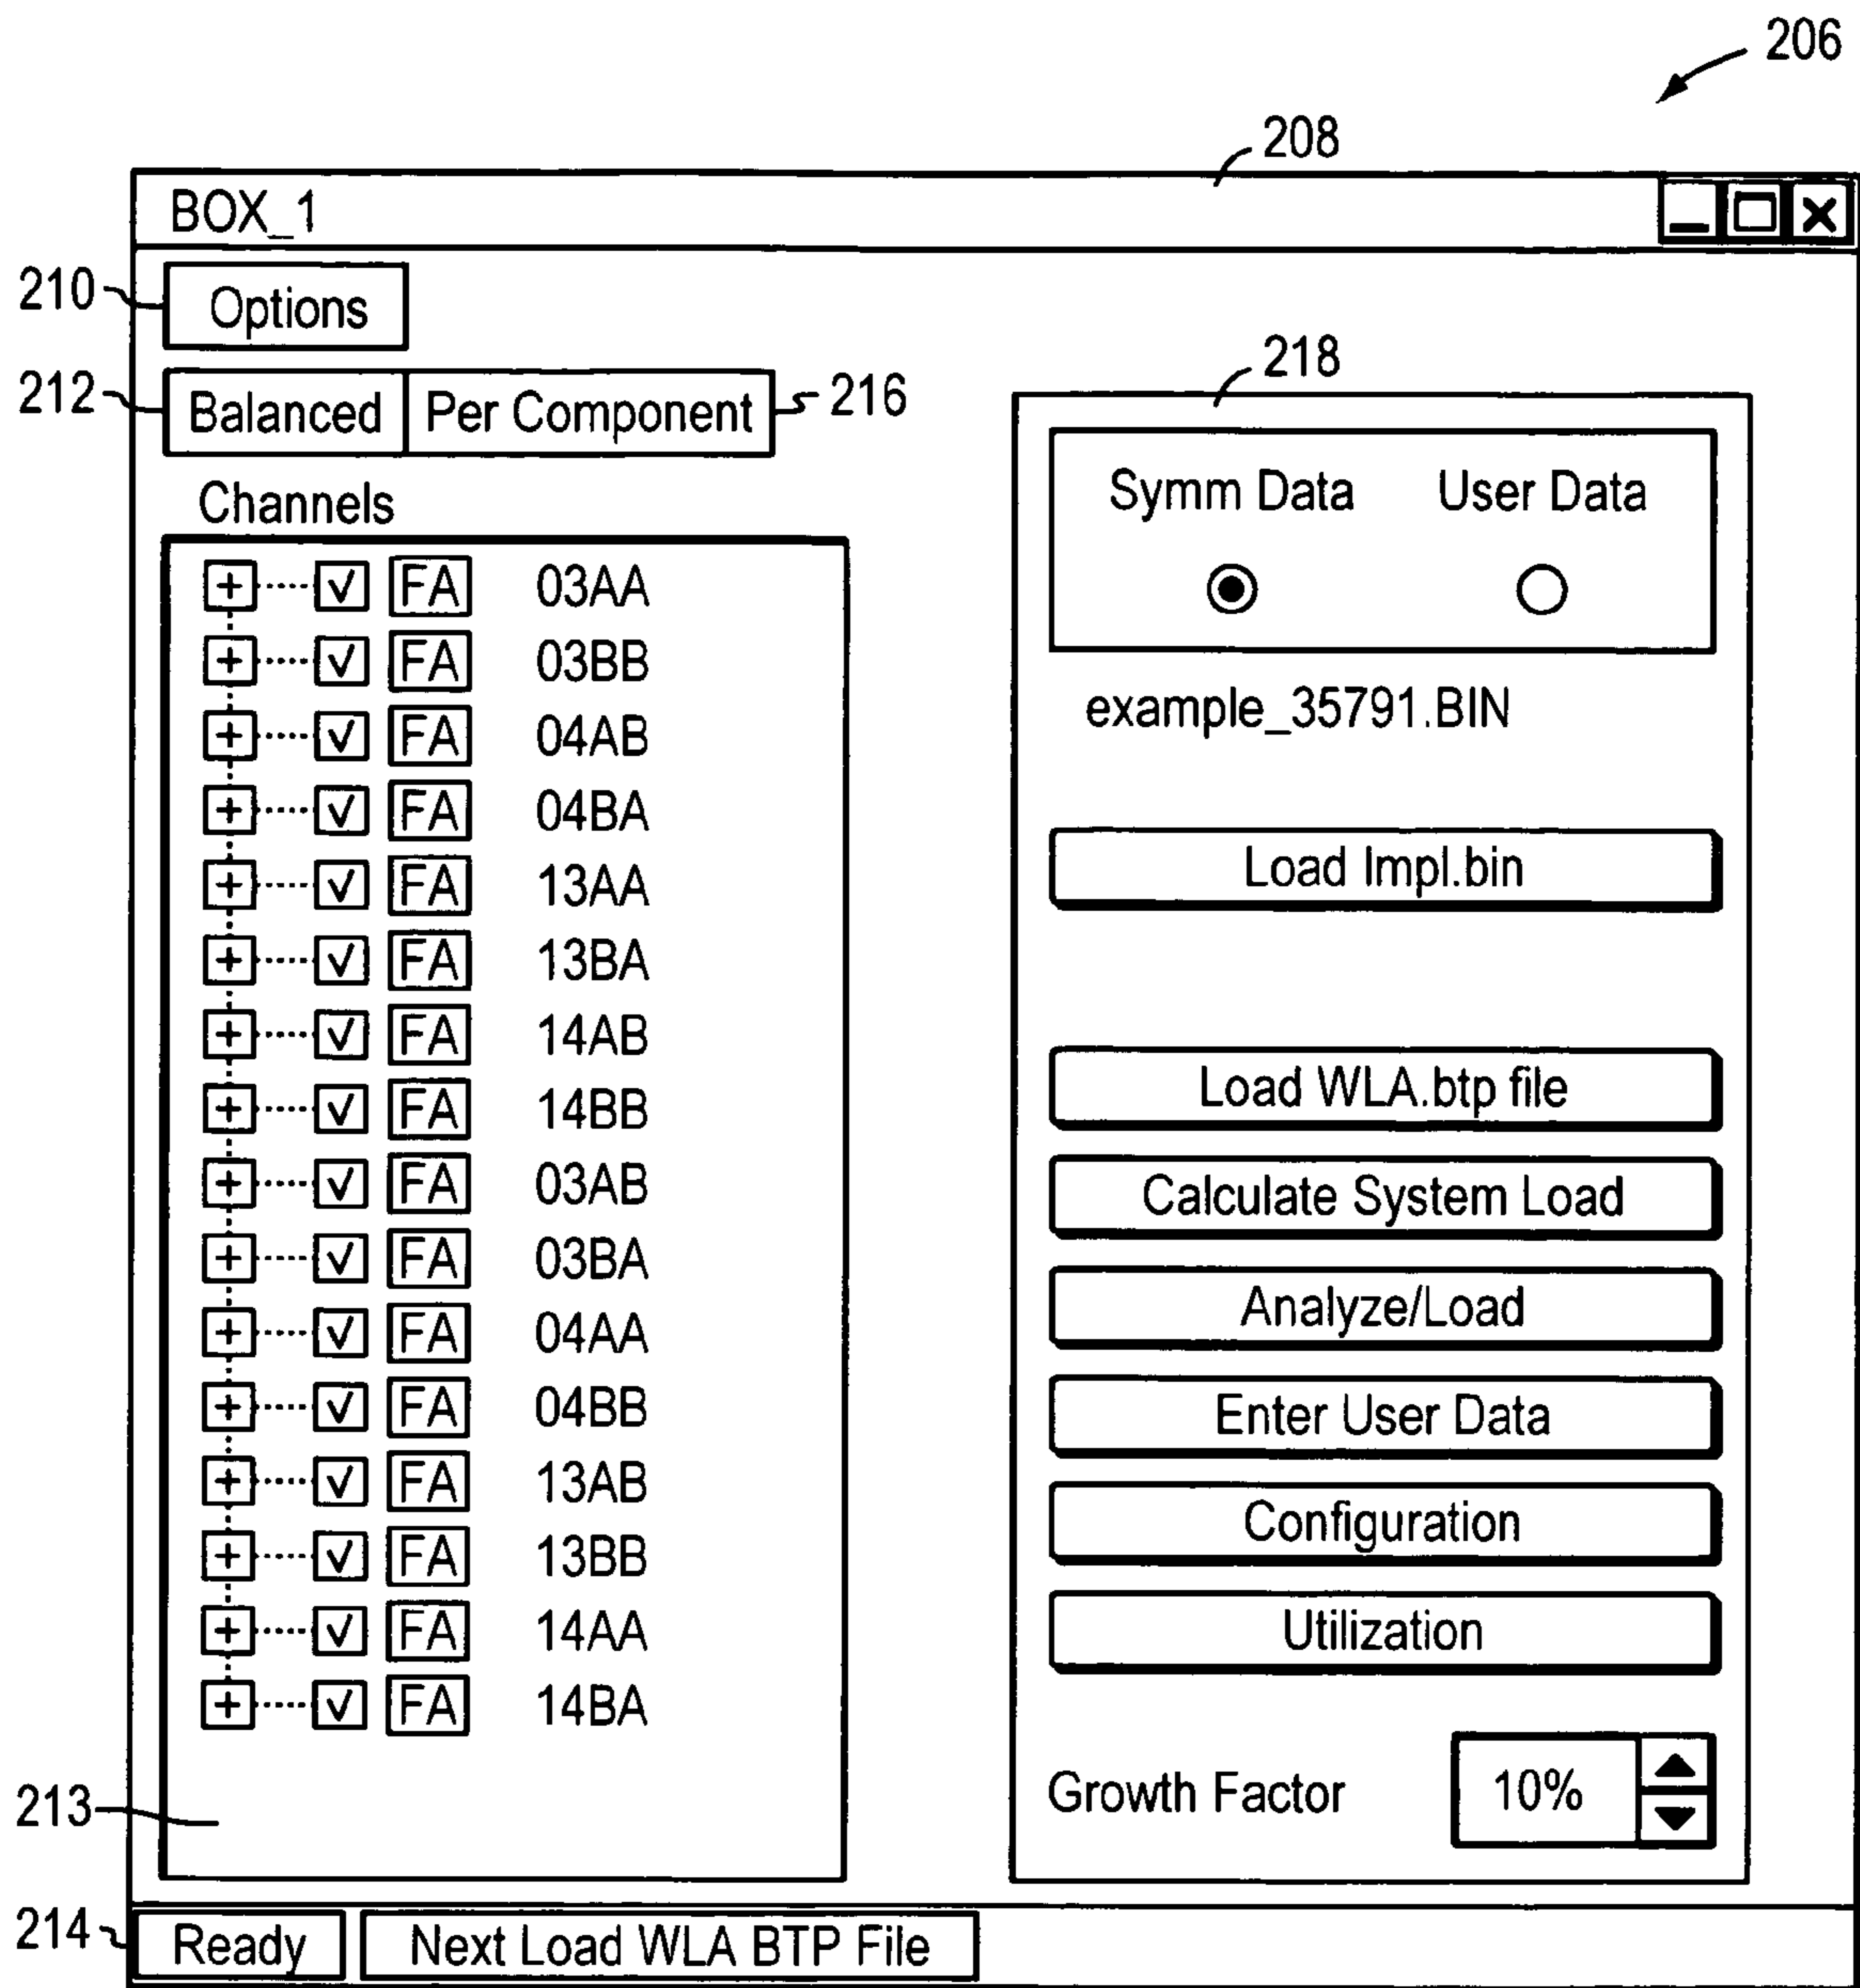 206
208
BOX_1
210
Options
212
Balanced
Per Component
216
Channels
FA 03AA
FA 03BB
FA 04AB
FA 04BA
FA 13AA
FA 13BA
FA 14AB
FA 14BB
FA 03AB
FA 03BA
FA 04AA
FA 04BB
FA 13AB
FA 13BB
FA 14AA
FA 14BA
213
218
Symm Data User Data
example_35791.BIN
Load Impl.bin
Load WLA.btp file
Calculate System Load
Analyze/Load
Enter User Data
Configuration
Utilization
Growth Factor 10%
214
Ready
Next Load WLA BTP File